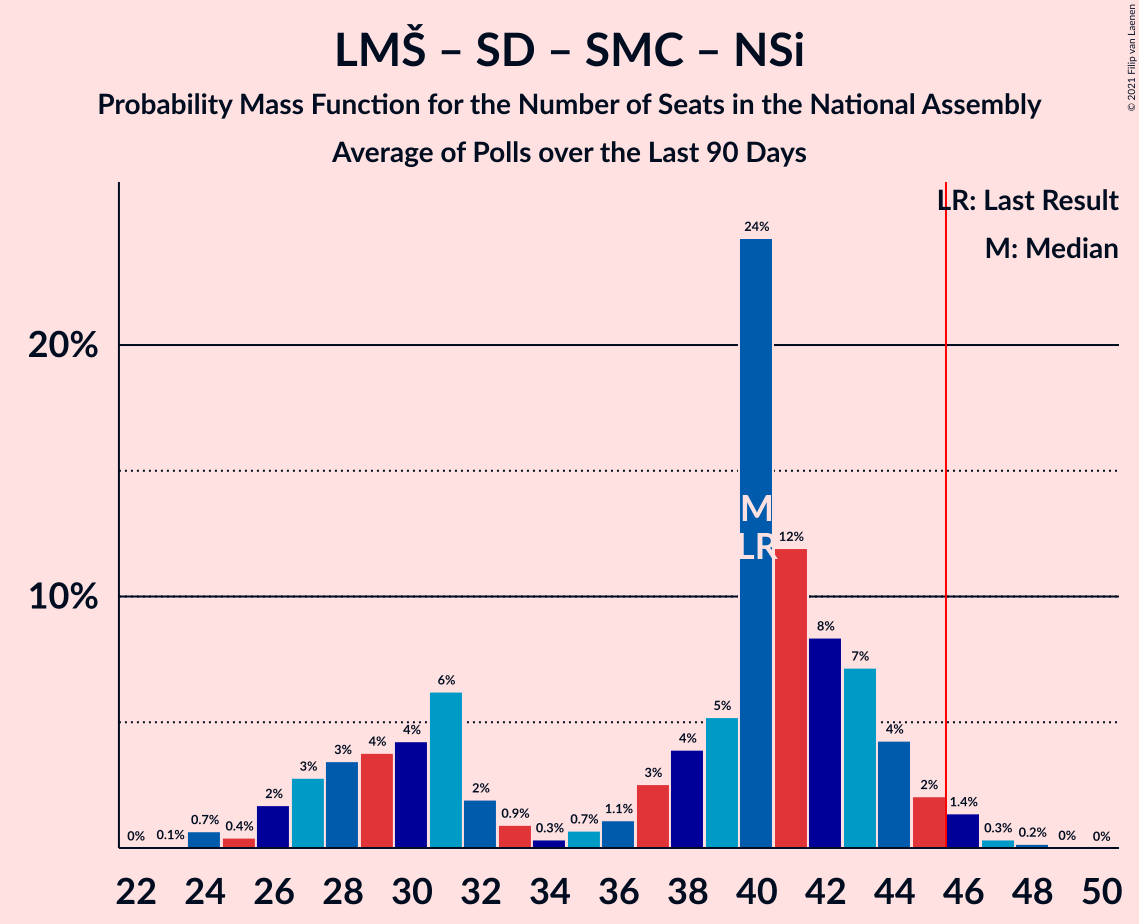 LMŠ – SD – SMC – NSi
Probability Mass Function for the Number of Seats in the National Assembly
Average of Polls over the Last 90 Days
© 2021 Filip van Laenen
LR: Last Result
M: Median
20%
10%
0% 0.1% 0.7% 0.4% 2% 3% 3% 4% 4% 6% 2% 0.9% 0.3% 0.7% 1.1% 3% 4% 5% 24% 12% 8% 7% 4% 2% 1.4% 0.3% 0.2% 0% 0%
M
LR
22 24 26 28 30 32 34 36 38 40 42 44 46 48 50